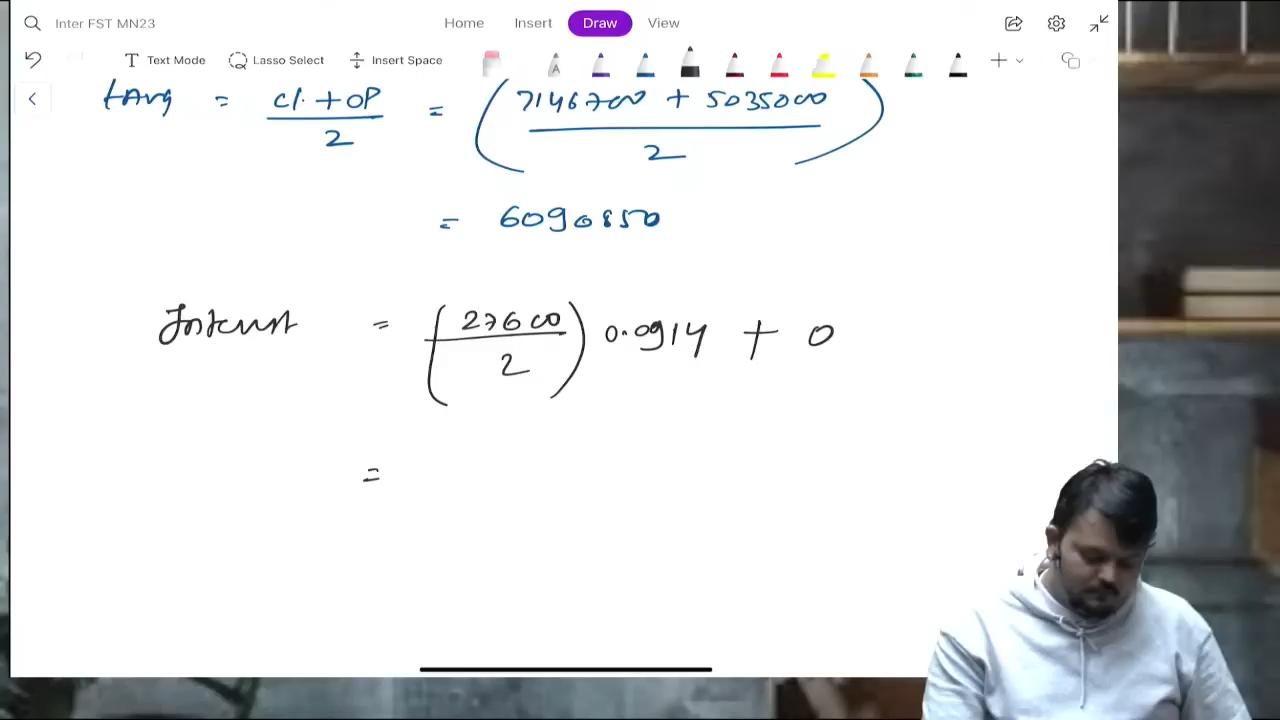 Inter FST MN23
Home Insert Draw View
Text Mode Lasso Select Insert Space
= cl. + OP / 2 = ( 7146700 + 5035000 / 2 )
= 6090850
Interest = ( 27600 / 2 ) 0.0914 + 0
=